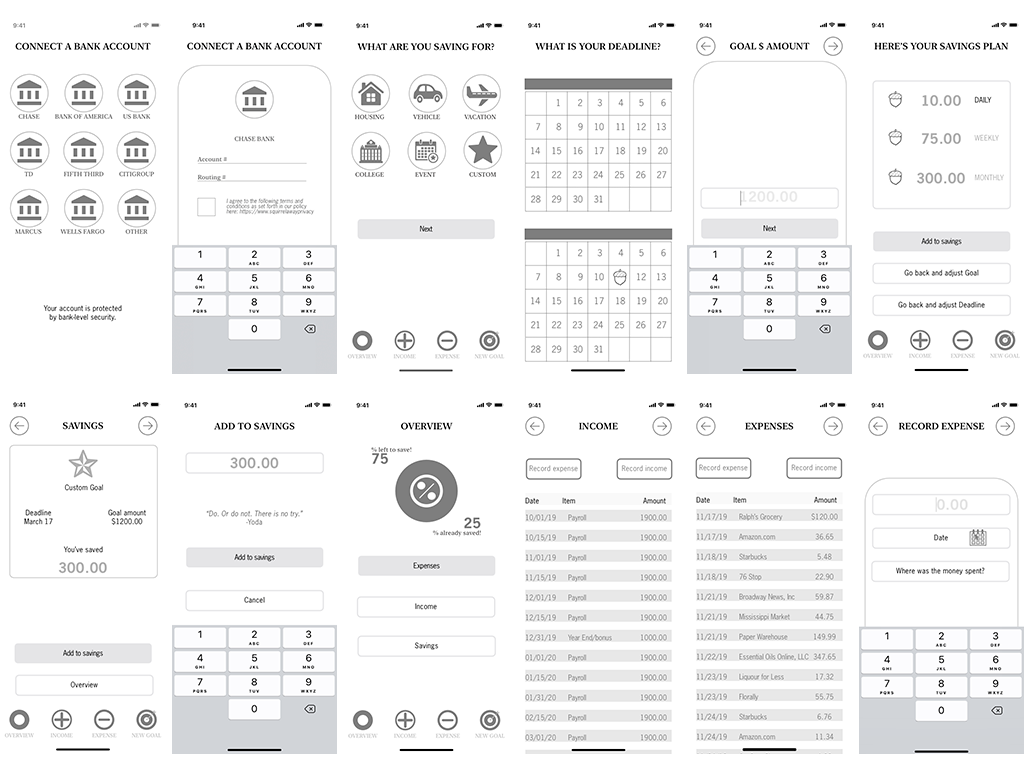 9:41
CONNECT A BANK ACCOUNT
CHASE
BANK OF AMERICA
US BANK
TD
FIFTH THIRD
CITIGROUP
MARCUS
WELLS FARGO
OTHER
Your account is protected
by bank-level security.
9:41
CONNECT A BANK ACCOUNT
CHASE BANK
Account #
Routing #
I agree to the following terms and
conditions as set forth in our policy
here: https://www.squirrelawayprivacy
1
2 ABC
3 DEF
4 GHI
5 JKL
6 MNO
7 PQRS
8 TUV
9 WXYZ
0
9:41
WHAT ARE YOU SAVING FOR?
HOUSING
VEHICLE
VACATION
COLLEGE
EVENT
CUSTOM
Next
OVERVIEW
INCOME
EXPENSE
NEW GOAL
9:41
WHAT IS YOUR DEADLINE?
1 2 3 4 5 6
7 8 9 10 11 12 13
14 15 16 17 18 19 20
21 22 23 24 25 26 27
28 29 30 31
1 2 3 4 5 6
7 8 9 10 12 13
14 15 16 17 18 19 20
21 22 23 24 25 26 27
28 29 30 31
9:41
GOAL $ AMOUNT
1200.00
Next
1
2 ABC
3 DEF
4 GHI
5 JKL
6 MNO
7 PQRS
8 TUV
9 WXYZ
0
9:41
HERE'S YOUR SAVINGS PLAN
10.00 DAILY
75.00 WEEKLY
300.00 MONTHLY
Add to savings
Go back and adjust Goal
Go back and adjust Deadline
OVERVIEW
INCOME
EXPENSE
NEW GOAL
9:41
SAVINGS
Custom Goal
Deadline
March 17
Goal amount
$1200.00
You've saved
300.00
Add to savings
Overview
OVERVIEW
INCOME
EXPENSE
NEW GOAL
9:41
ADD TO SAVINGS
300.00
"Do. Or do not. There is no try."
-Yoda
Add to savings
Cancel
1
2 ABC
3 DEF
4 GHI
5 JKL
6 MNO
7 PQRS
8 TUV
9 WXYZ
0
9:41
OVERVIEW
% left to save!
75
%
25
% already saved!
Expenses
Income
Savings
OVERVIEW
INCOME
EXPENSE
NEW GOAL
9:41
INCOME
Record expense
Record income
Date Item Amount
10/01/19 Payroll 1900.00
10/15/19 Payroll 1900.00
11/01/19 Payroll 1900.00
11/15/19 Payroll 1900.00
12/01/19 Payroll 1900.00
12/15/19 Payroll 1900.00
12/31/19 Year End/bonus 1000.00
01/01/20 Payroll 1900.00
01/15/20 Payroll 1900.00
01/31/20 Payroll 1900.00
02/15/20 Payroll 1900.00
03/01/20 Payroll 1900.00
9:41
EXPENSES
Record expense
Record income
Date Item Amount
11/17/19 Ralph's Grocery $120.00
11/17/19 Amazon.com 36.65
11/18/19 Starbucks 5.48
11/18/19 76 Stop 22.90
11/21/19 Broadway News, Inc 59.87
11/21/19 Mississippi Market 44.75
11/21/19 Paper Warehouse 149.99
11/22/19 Essential Oils Online, LLC 347.65
11/23/19 Liquour for Less 17.32
11/23/19 Florally 55.75
11/24/19 Starbucks 6.76
11/24/19 Amazon.com 11.34
9:41
RECORD EXPENSE
0.00
Date
Where was the money spent?
1
2 ABC
3 DEF
4 GHI
5 JKL
6 MNO
7 PQRS
8 TUV
9 WXYZ
0